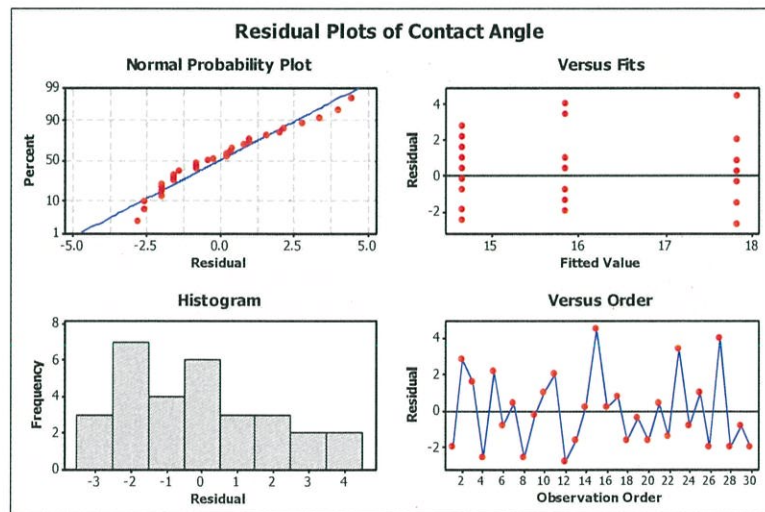 Residual Plots of Contact Angle
Normal Probability Plot
99
90
50
10
1
Percent
-5.0 -2.5 0.0 2.5 5.0
Residual
Versus Fits
4
2
0
-2
Residual
15 16 17 18
Fitted Value
Histogram
8
6
4
2
0
Frequency
-3 -2 -1 0 1 2 3 4
Residual
Versus Order
4
2
0
-2
Residual
2 4 6 8 10 12 14 16 18 20 22 24 26 28 30
Observation Order